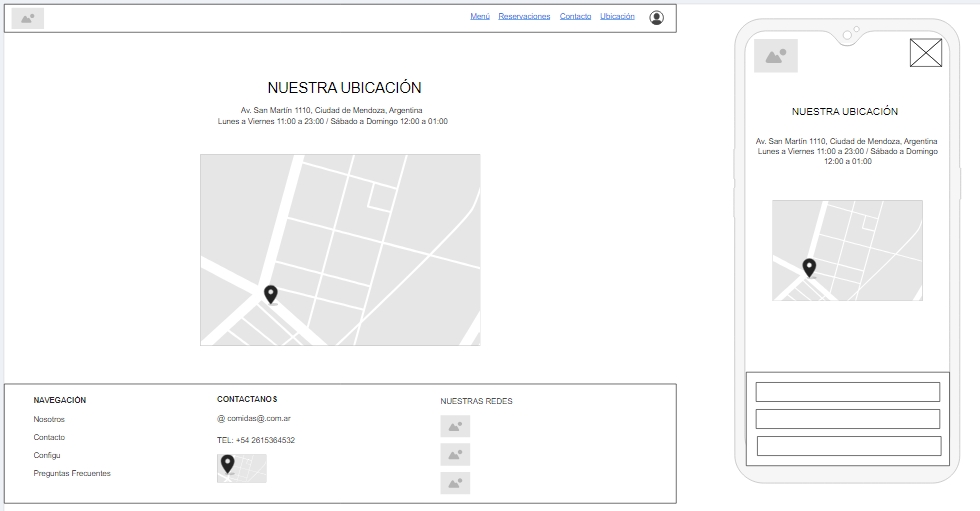 Menú Reservaciones Contacto Ubicación
NUESTRA UBICACIÓN
Av. San Martín 1110, Ciudad de Mendoza, Argentina
Lunes a Viernes 11:00 a 23:00 / Sábado a Domingo 12:00 a 01:00
NAVEGACIÓN
Nosotros
Contacto
Configu
Preguntas Frecuentes
CONTACTANOS
@ comidas@.com.ar
TEL: +54 2615364532
NUESTRAS REDES
NUESTRA UBICACIÓN
Av. San Martín 1110, Ciudad de Mendoza, Argentina
Lunes a Viernes 11:00 a 23:00 / Sábado a Domingo
12:00 a 01:00